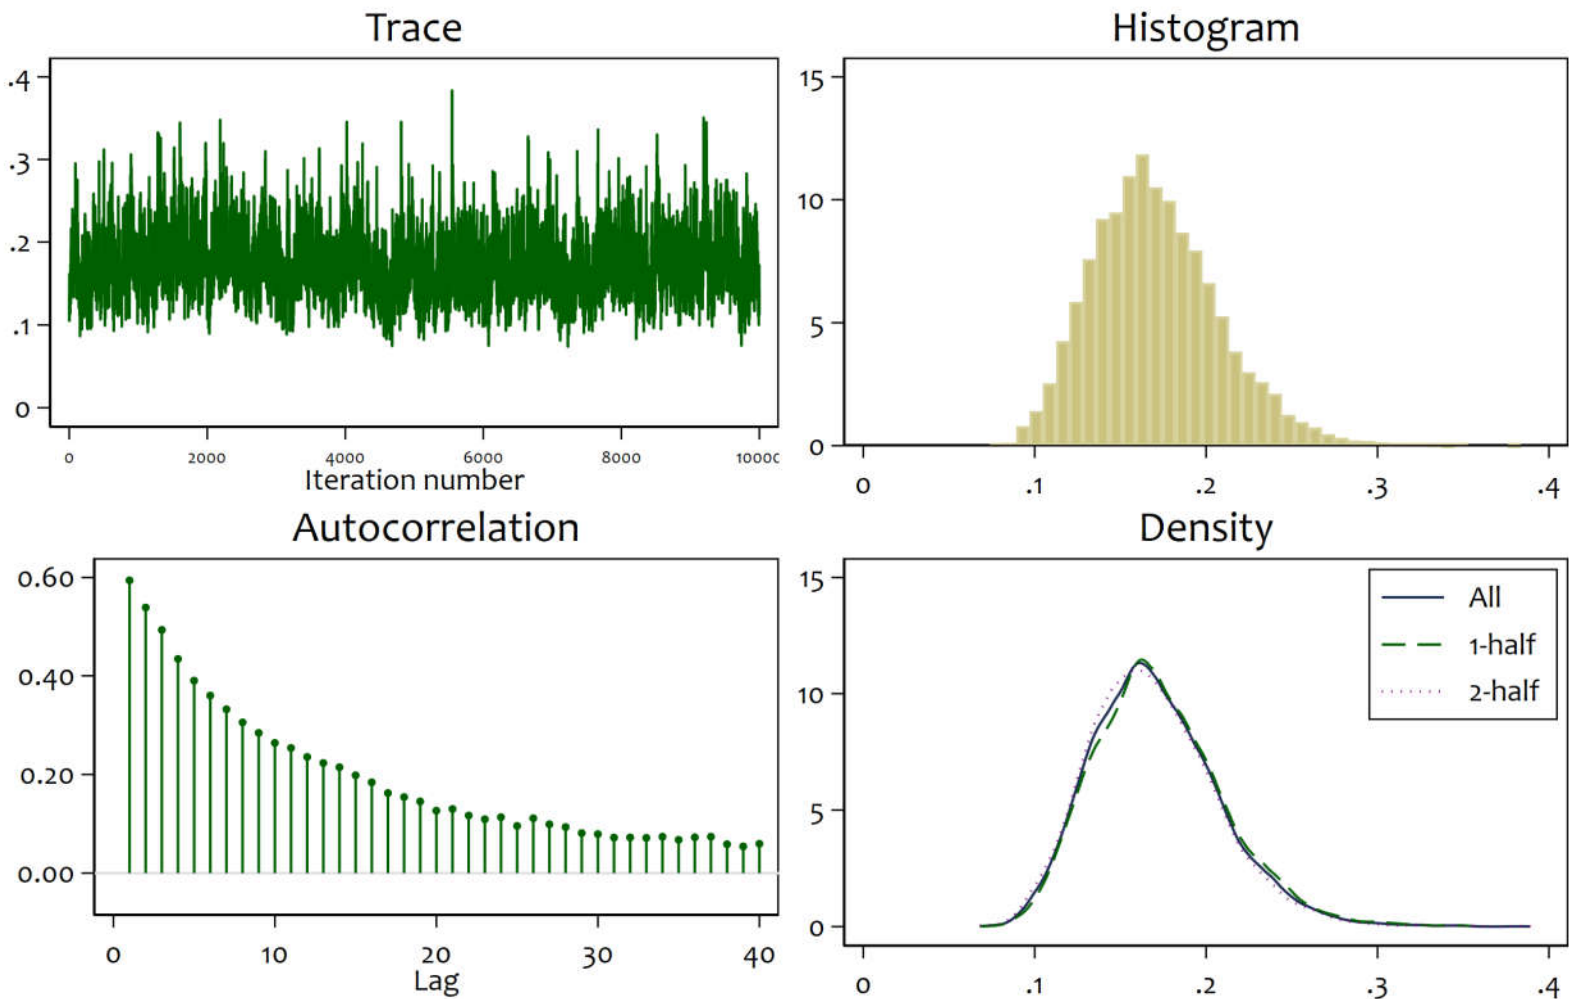 Trace
.4
.3
.2
.1
0
0 2000 4000 6000 8000 10000
Iteration number
Histogram
15
10
5
0
0 .1 .2 .3 .4
Autocorrelation
0.60
0.40
0.20
0.00
0 10 20 30 40
Lag
Density
15
10
5
0
0 .1 .2 .3 .4
All
1-half
2-half